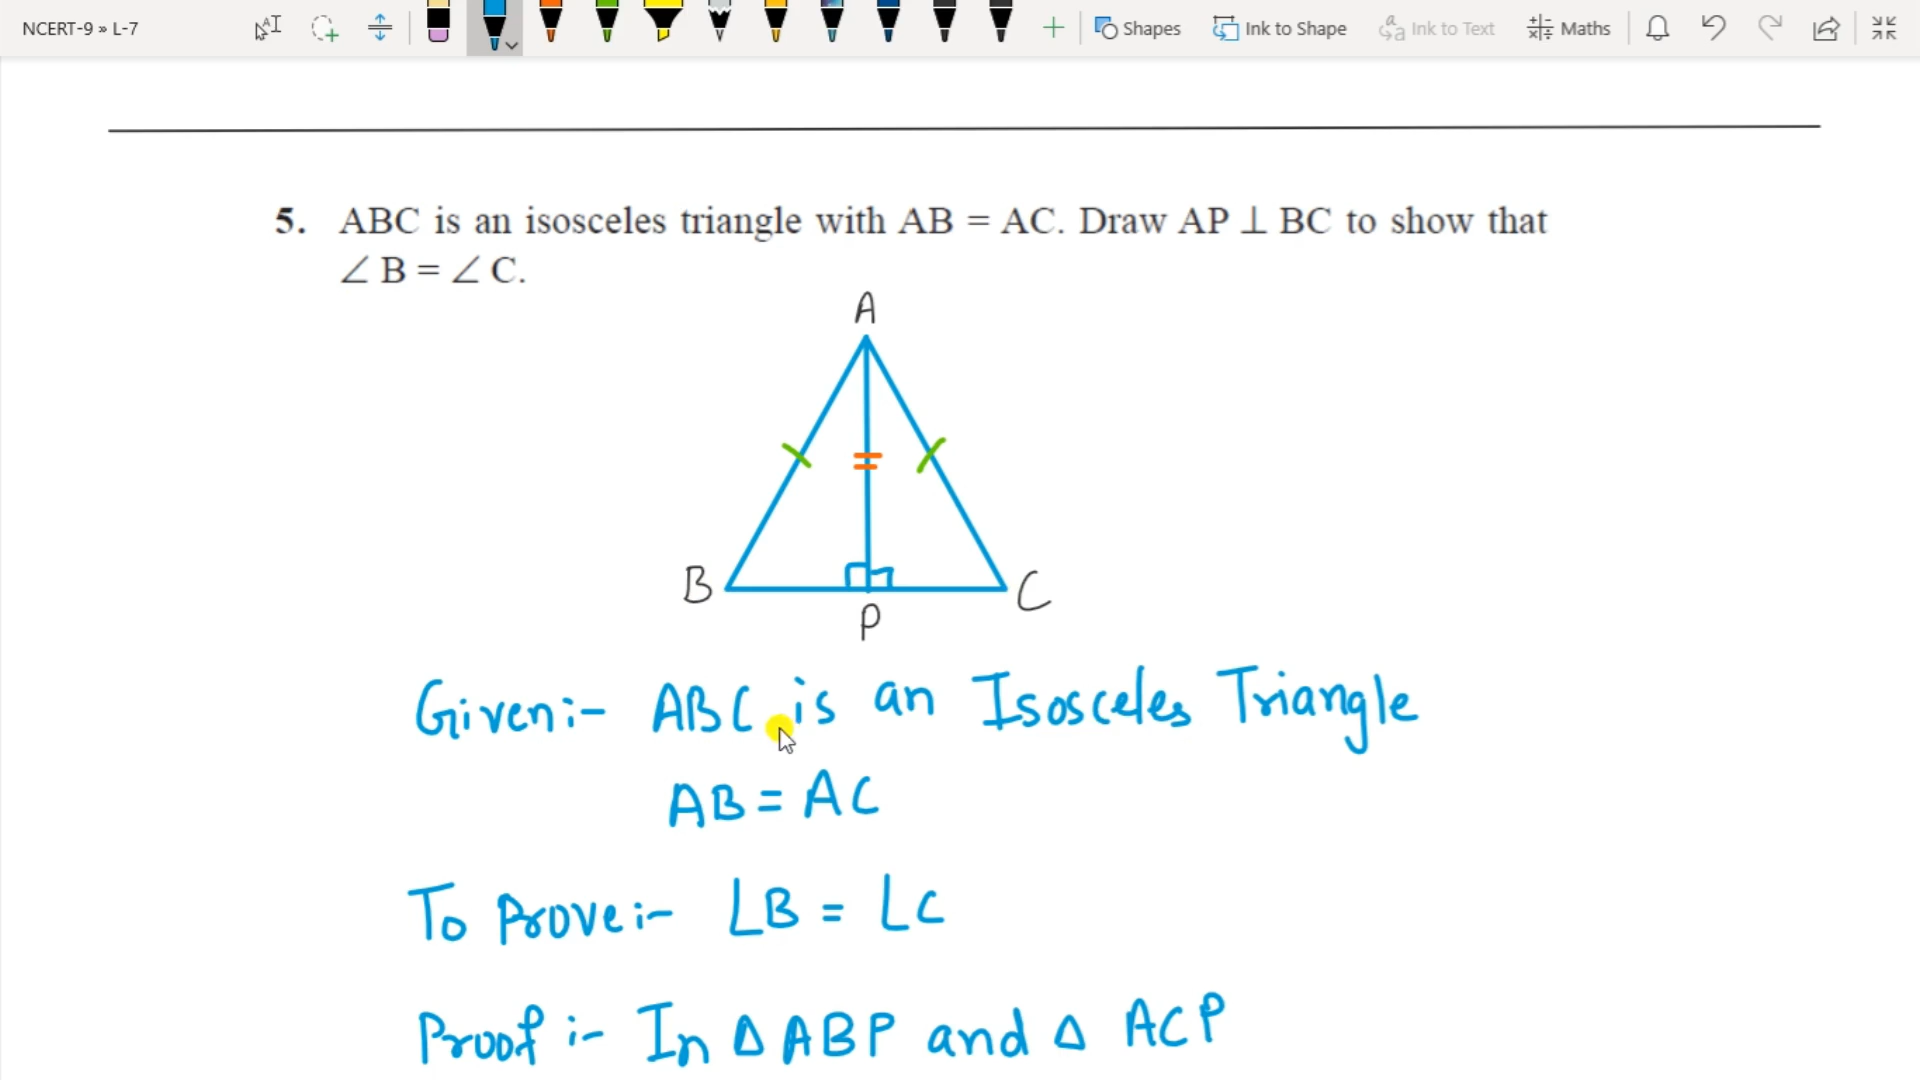 NCERT-9 » L-7
Shapes
Ink to Shape
Ink to Text
Maths
5. ABC is an isosceles triangle with AB = AC. Draw AP ⊥ BC to show that
∠ B = ∠ C.
A
B
C
P
Given:- ABC is an Isosceles Triangle
AB = AC
To Prove:- ∠B = ∠C
Proof :- In Δ ABP and Δ ACP